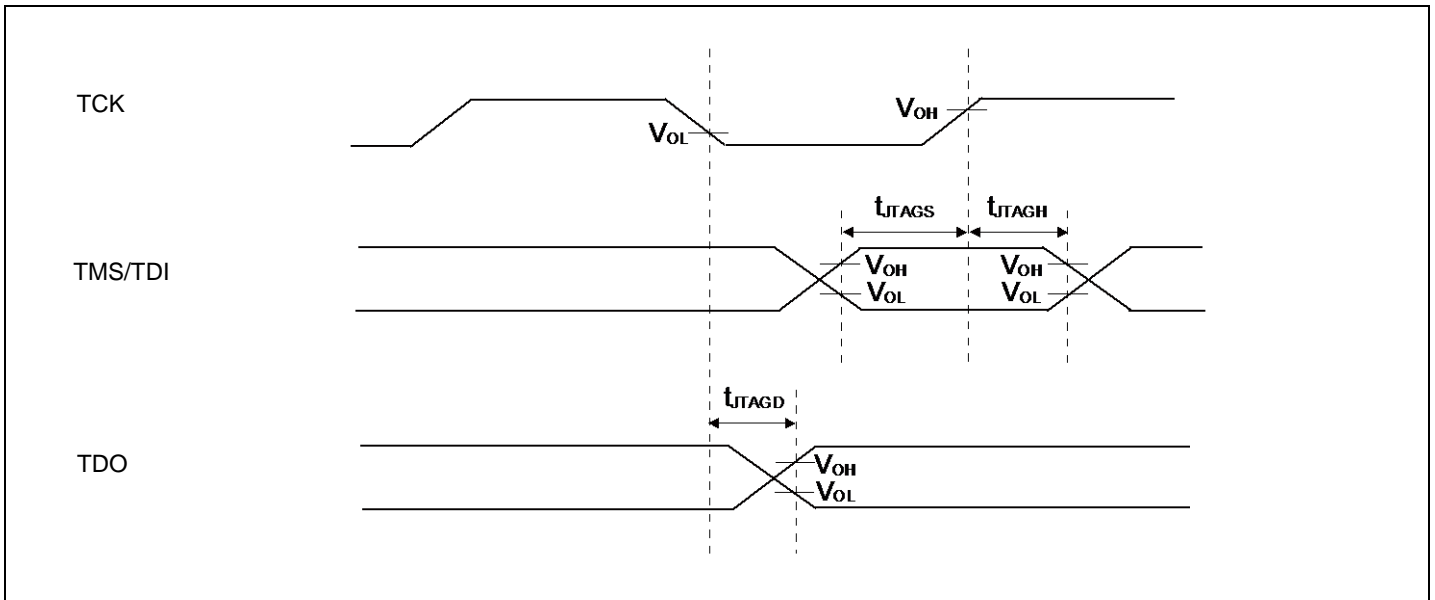 TCK
VOL
VOH
tJTAGS tJTAGH
TMS/TDI
VOH VOH
VOL VOL
tJTAGD
TDO
VOH
VOL